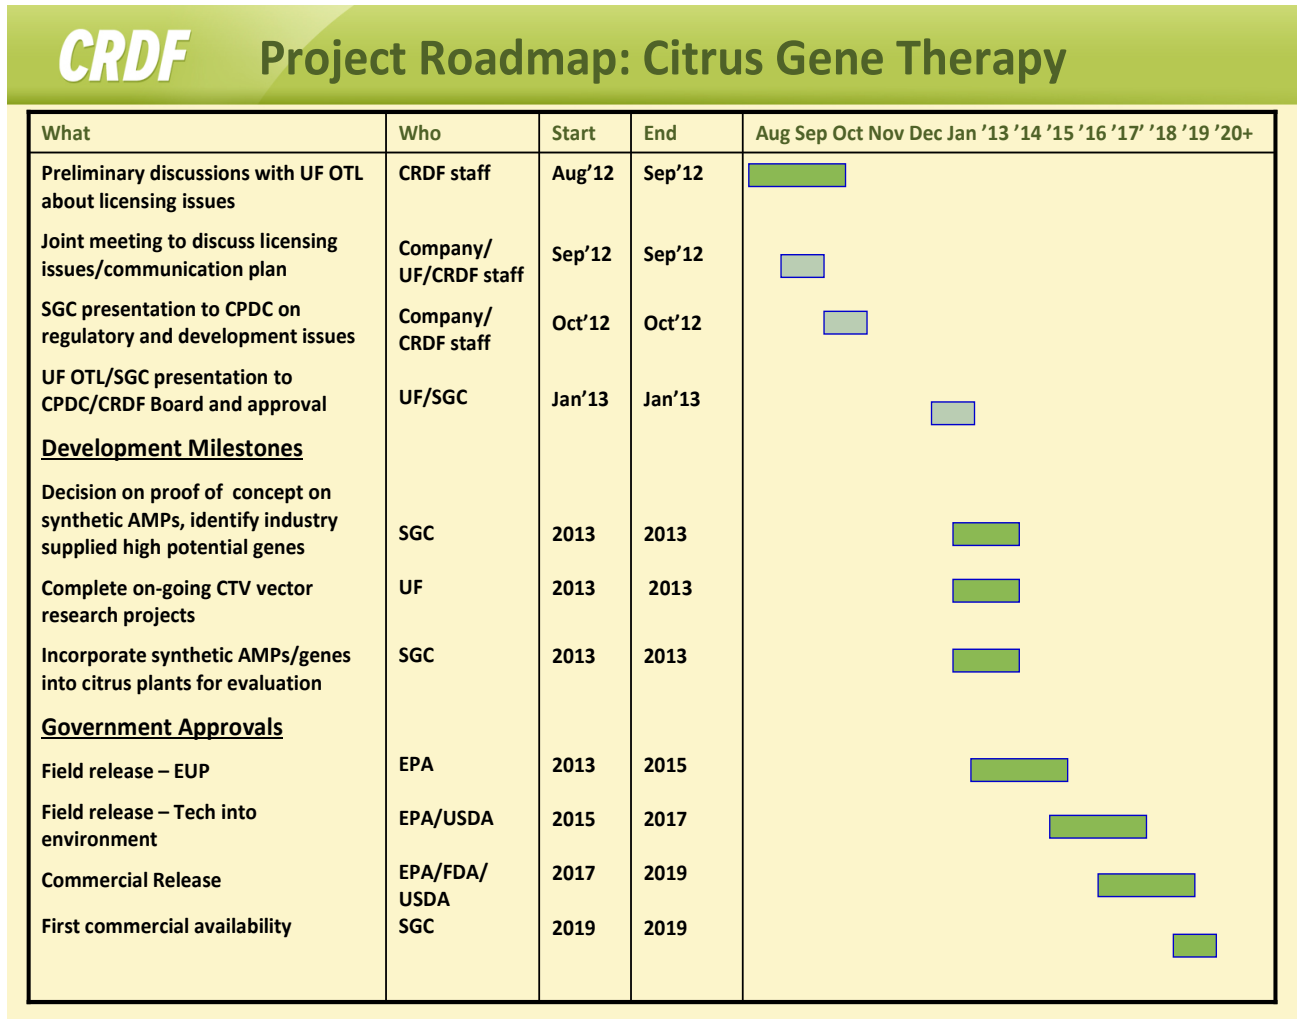 CRDF Project Roadmap: Citrus Gene Therapy
What Who Start End Aug Sep Oct Nov Dec Jan ’13 ’14 ’15 ’16 ’17' ’18 ’19 ’20+
Preliminary discussions with UF OTL CRDF staff Aug’12 Sep’12
about licensing issues
Joint meeting to discuss licensing Company/ Sep’12 Sep’12
issues/communication plan UF/CRDF staff
SGC presentation to CPDC on Company/ Oct’12 Oct’12
regulatory and development issues CRDF staff
UF OTL/SGC presentation to
CPDC/CRDF Board and approval UF/SGC Jan’13 Jan’13
Development Milestones
Decision on proof of concept on
synthetic AMPs, identify industry SGC 2013 2013
supplied high potential genes
Complete on-going CTV vector UF 2013 2013
research projects
Incorporate synthetic AMPs/genes SGC 2013 2013
into citrus plants for evaluation
Government Approvals
Field release – EUP EPA 2013 2015
Field release – Tech into EPA/USDA 2015 2017
environment
Commercial Release EPA/FDA/ 2017 2019
USDA
First commercial availability SGC 2019 2019